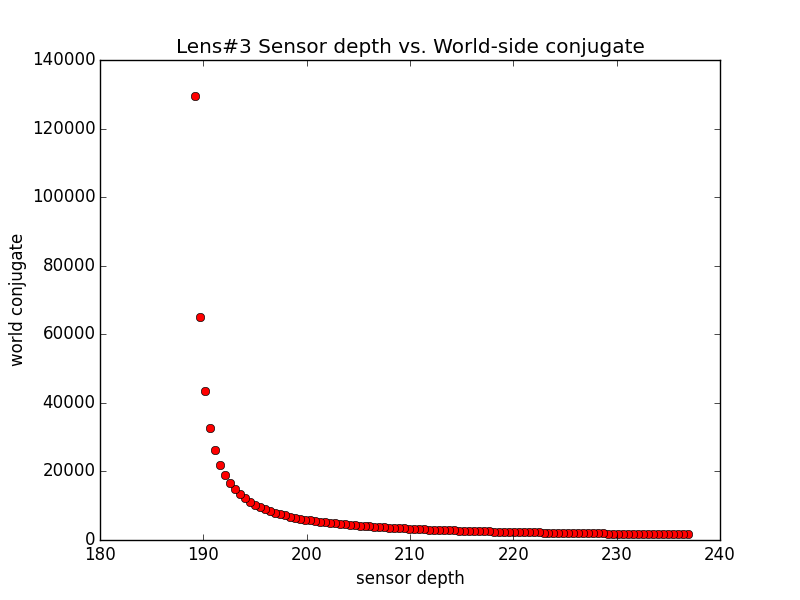 Lens#3 Sensor depth vs. World-side conjugate
140000
120000
100000
80000
60000
40000
20000
0
world conjugate
180 190 200 210 220 230 240
sensor depth